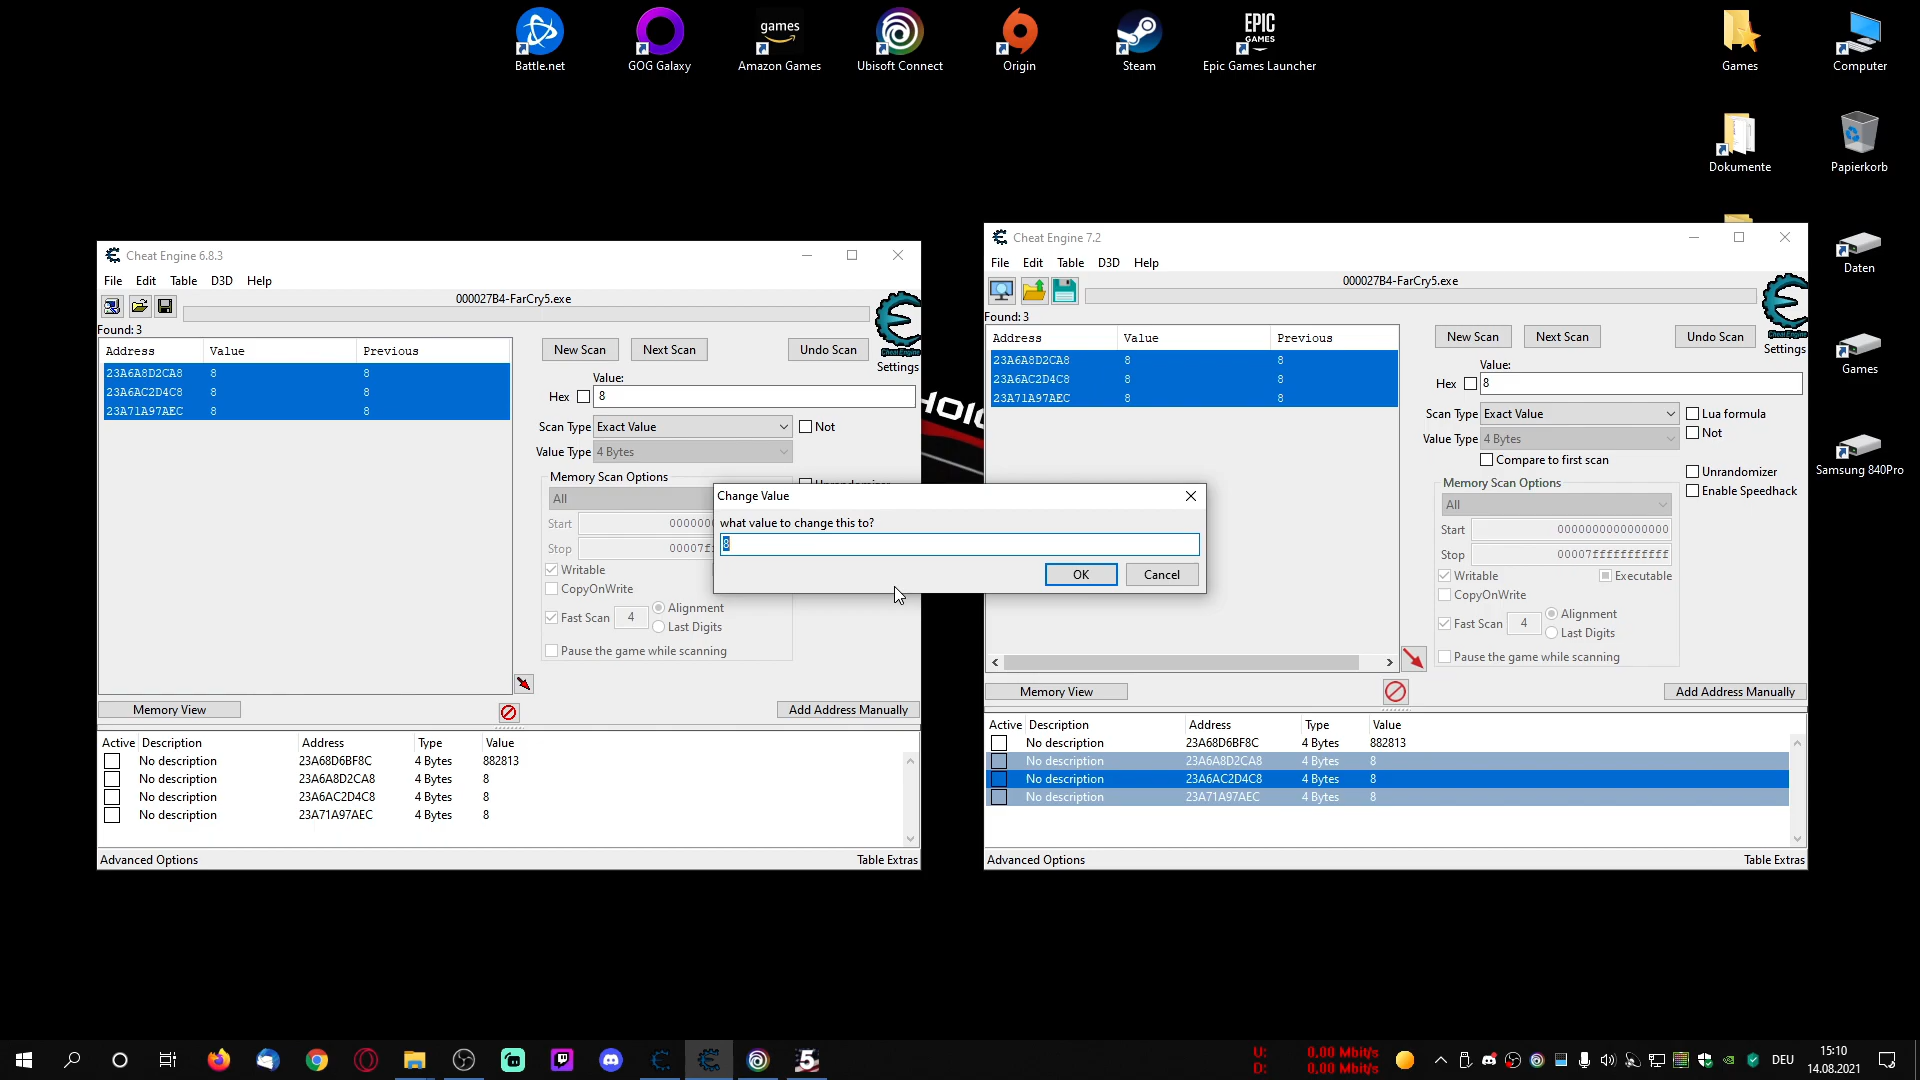 Battle.net
GOG Galaxy
games
Amazon Games
Ubisoft Connect
Origin
Steam
EPIC
GAMES
Epic Games Launcher
Games
Computer
Dokumente
Papierkorb
Daten
Games
Samsung 840Pro
Cheat Engine 6.8.3
File Edit Table D3D Help
000027B4-FarCry5.exe
Found: 3
Address Value Previous
23A6A8D2CA8 8 8
23A6AC2D4C8 8 8
23A71A97AEC 8 8
New Scan Next Scan Undo Scan
Cheat Engine
Settings
Value:
Hex 8
Scan Type Exact Value Not
Value Type 4 Bytes
Memory Scan Options
All
Start
Stop
Writable
CopyOnWrite
Fast Scan 4 Alignment
Last Digits
Pause the game while scanning
Memory View
Add Address Manually
Active Description Address Type Value
No description 23A68D6BF8C 4 Bytes 882813
No description 23A6A8D2CA8 4 Bytes 8
No description 23A6AC2D4C8 4 Bytes 8
No description 23A71A97AEC 4 Bytes 8
Advanced Options Table Extras
Change Value
what value to change this to?
8
OK Cancel
Cheat Engine 7.2
File Edit Table D3D Help
000027B4-FarCry5.exe
Found: 3
Address Value Previous
23A6A8D2CA8 8 8
23A6AC2D4C8 8 8
23A71A97AEC 8 8
New Scan Next Scan Undo Scan
Cheat Engine
Settings
Value:
Hex 8
Scan Type Exact Value Lua formula
Not
Value Type 4 Bytes
Compare to first scan
Memory Scan Options
All
Unrandomizer
Enable Speedhack
Start 0000000000000000
Stop 00007fffffffffff
Writable Executable
CopyOnWrite
Fast Scan 4 Alignment
Last Digits
Pause the game while scanning
Memory View
Add Address Manually
Active Description Address Type Value
No description 23A68D6BF8C 4 Bytes 882813
No description 23A6A8D2CA8 4 Bytes 8
No description 23A6AC2D4C8 4 Bytes 8
No description 23A71A97AEC 4 Bytes 8
Advanced Options Table Extras
5
U: 0.00 Mbit/s
D: 0.00 Mbit/s
DEU
15:10
14.08.2021